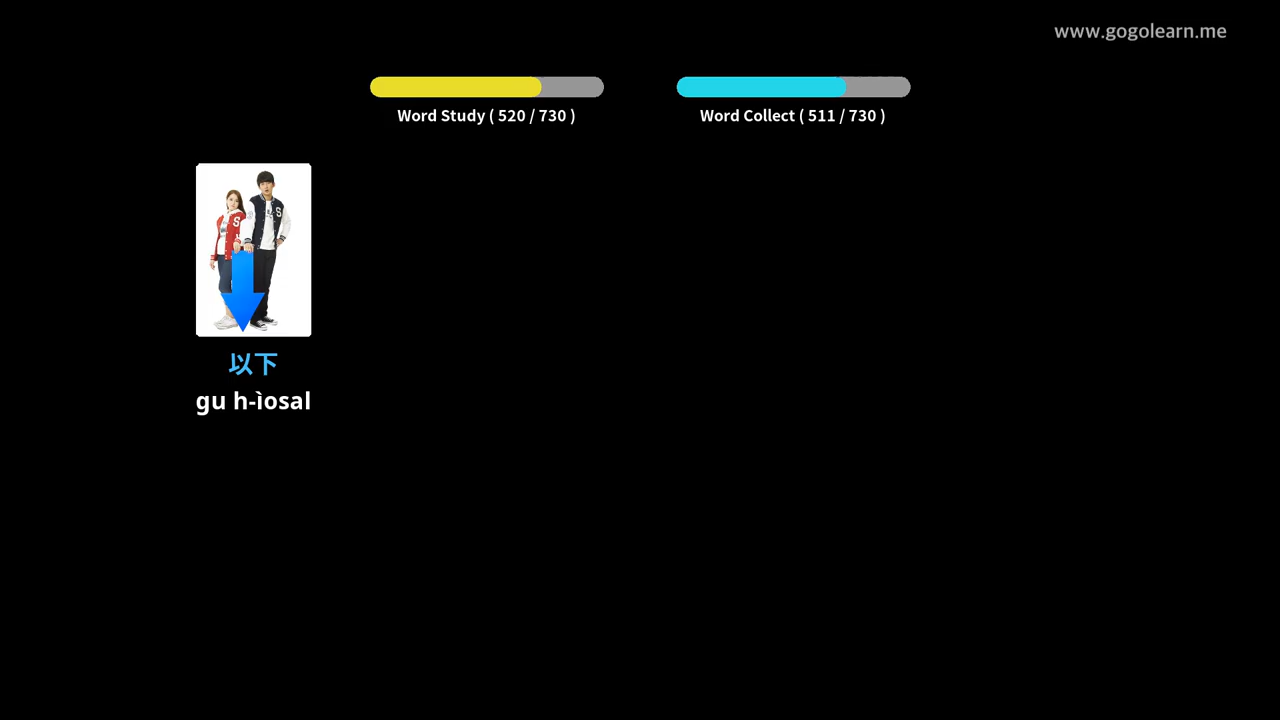 www.gogolearn.me
Word Study ( 520 / 730 )
Word Collect ( 511 / 730 )
S
S
以下
gu h-ìosal